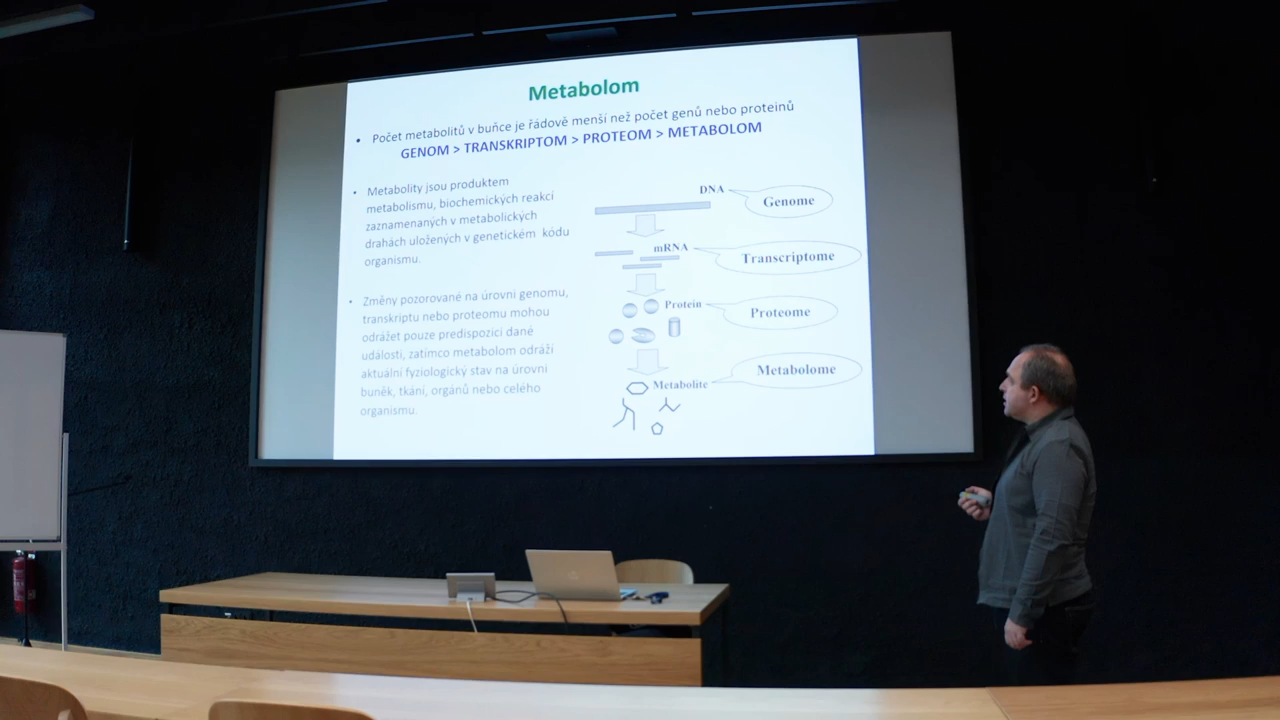 Metabolom
• Počet metabolitů v buňce je řádově menší než počet genů nebo proteinů
GENOM > TRANSKRIPTOM > PROTEOM > METABOLOM
• Metabolity jsou produktem
metabolismu, biochemických reakcí
zaznamenaných v metabolických
drahách uložených v genetickém kódu
organismu.
• Změny pozorované na úrovni genomu,
transkriptu nebo proteomu mohou
odrážet pouze predispozici dané
události, zatímco metabolom odráží
aktuální fyziologický stav na úrovni
buněk, tkání, orgánů nebo celého
organismu.
DNA
Genome
mRNA
Transcriptome
Protein
Proteome
Metabolite
Metabolome